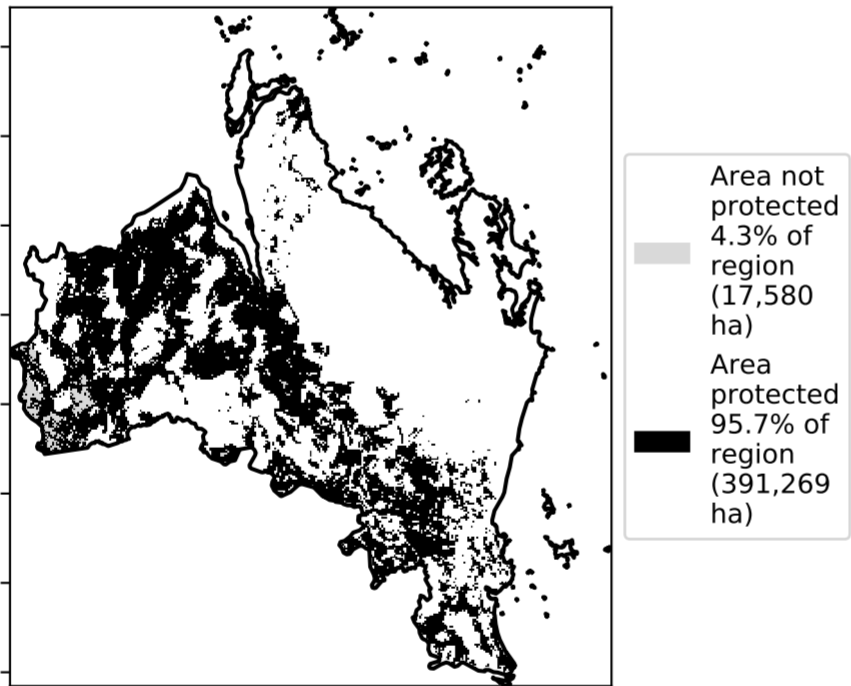 Area not
protected
4.3% of
region
(17,580
ha)
Area
protected
95.7% of
region
(391,269
ha)